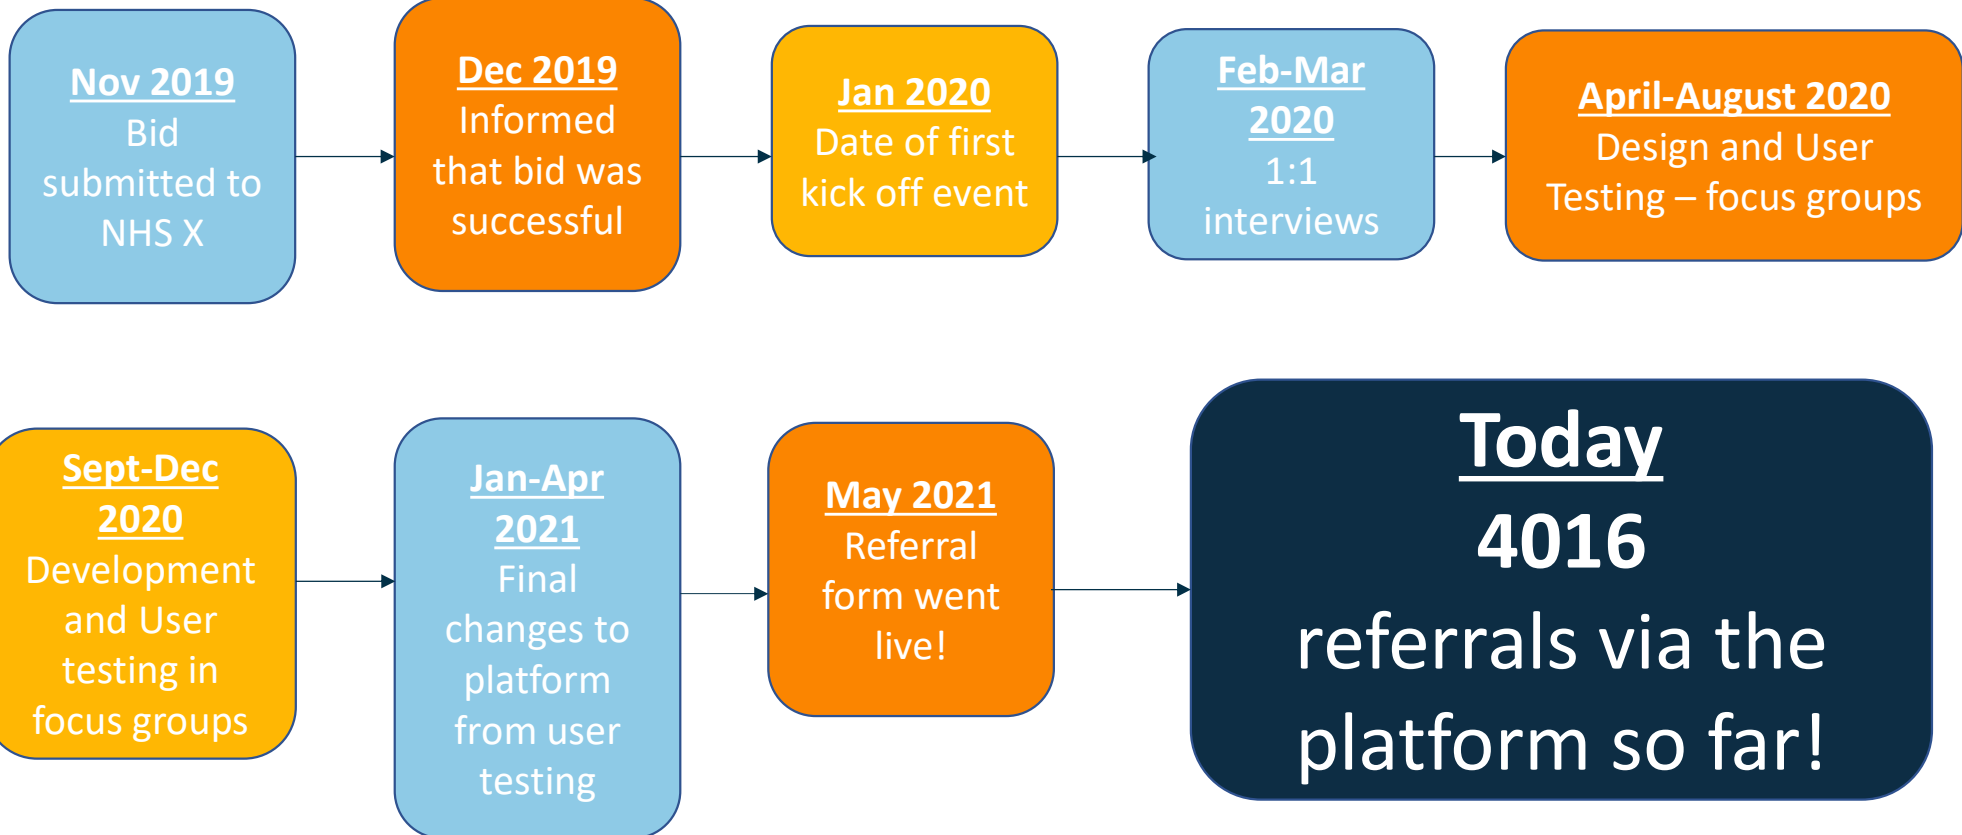 Nov 2019
Bid
submitted to
NHS X
Dec 2019
Informed
that bid was
successful
Jan 2020
Date of first
kick off event
Feb-Mar
2020
1:1
interviews
April-August 2020
Design and User
Testing – focus groups
Sept-Dec
2020
Development
and User
testing in
focus groups
Jan-Apr
2021
Final
changes to
platform
from user
testing
May 2021
Referral
form went
live!
Today
4016
referrals via the
platform so far!